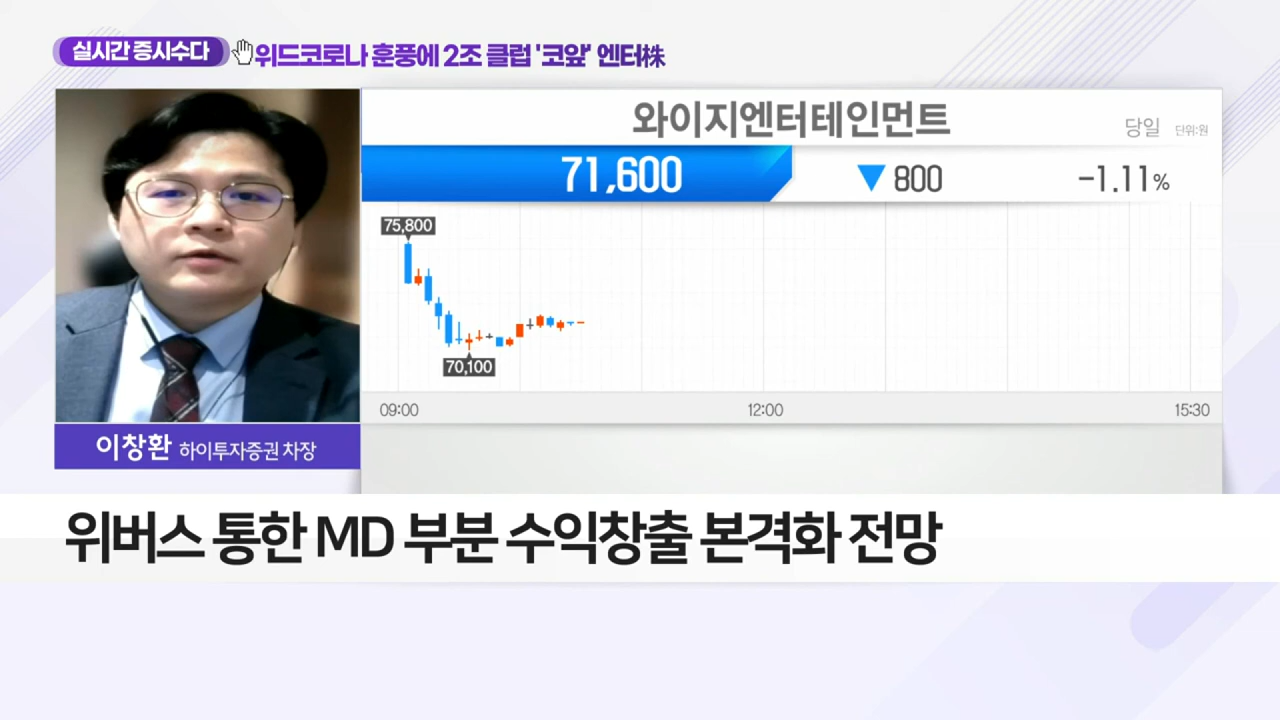 실시간 증시수다
위드코로나 훈풍에 2조 클럽 '코앞' 엔터株
와이지엔터테인먼트
당일 단위:원
71,600 ▼800 -1.11%
75,800
70,100
09:00 12:00 15:30
이창환 하이투자증권 차장
위버스 통한 MD 부분 수익창출 본격화 전망